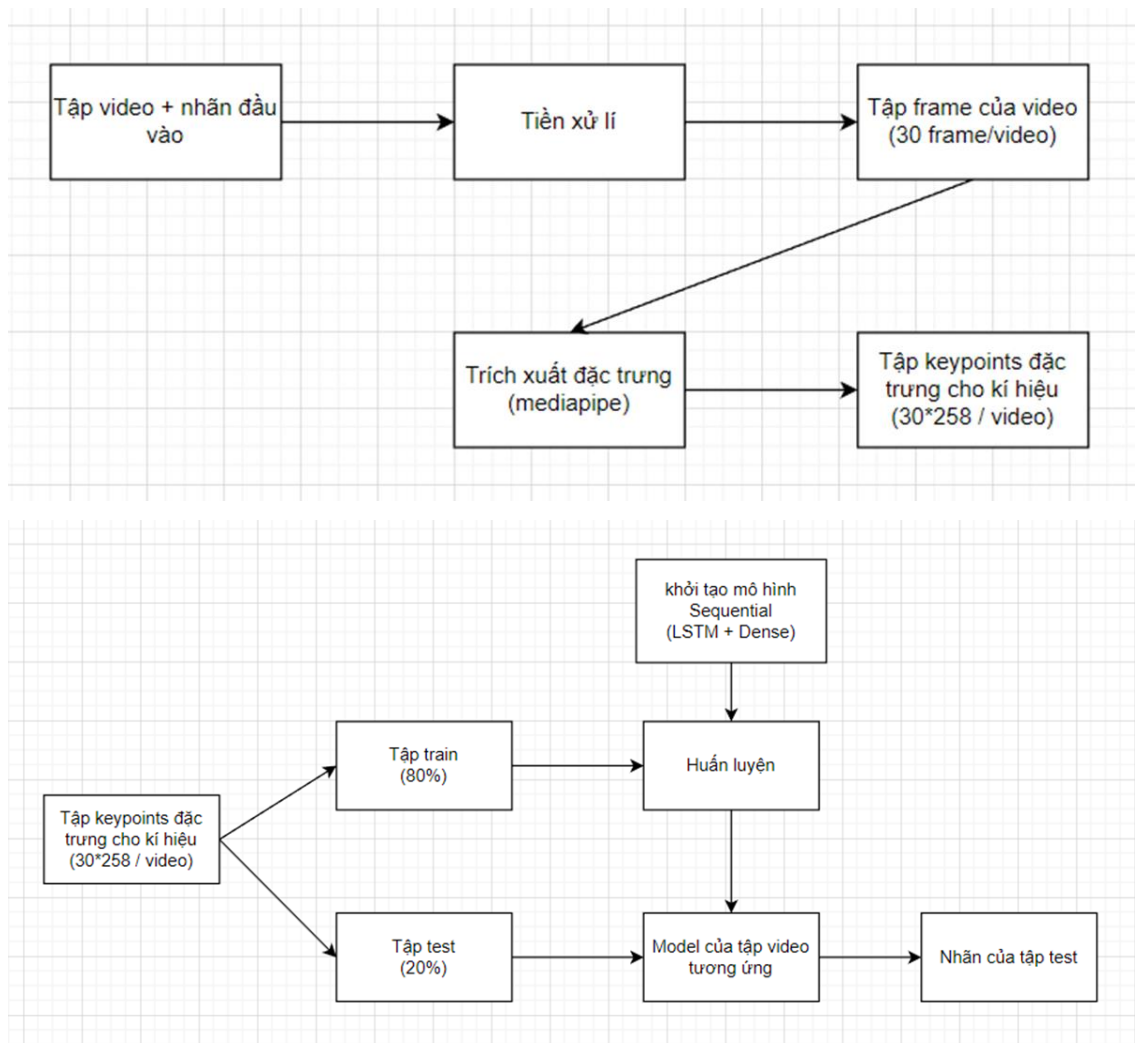 Tập video + nhãn đầu
vào
Tiền xử lí
Tập frame của video
(30 frame/video)
Trích xuất đặc trưng
(mediapipe)
Tập keypoints đặc
trưng cho kí hiệu
(30*258 / video)
khởi tạo mô hình
Sequential
(LSTM + Dense)
Tập train
(80%)
Huấn luyện
Tập keypoints đặc
trưng cho kí hiệu
(30*258 / video)
Tập test
(20%)
Model của tập video
tương ứng
Nhãn của tập test